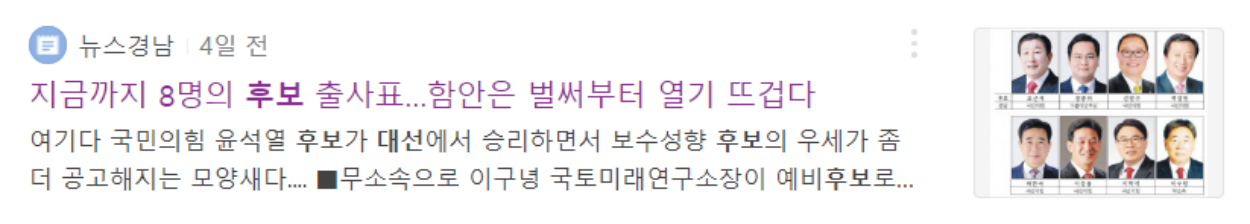 뉴스경남 4일 전
지금까지 8명의 후보 출사표...함안은 벌써부터 열기 뜨겁다
여기다 국민의힘 윤석열 후보가 대선에서 승리하면서 보수성향 후보의 우세가 좀
더 공고해지는 모양새다.... ■무소속으로 이구녕 국토미래연구소장이 예비후보로...